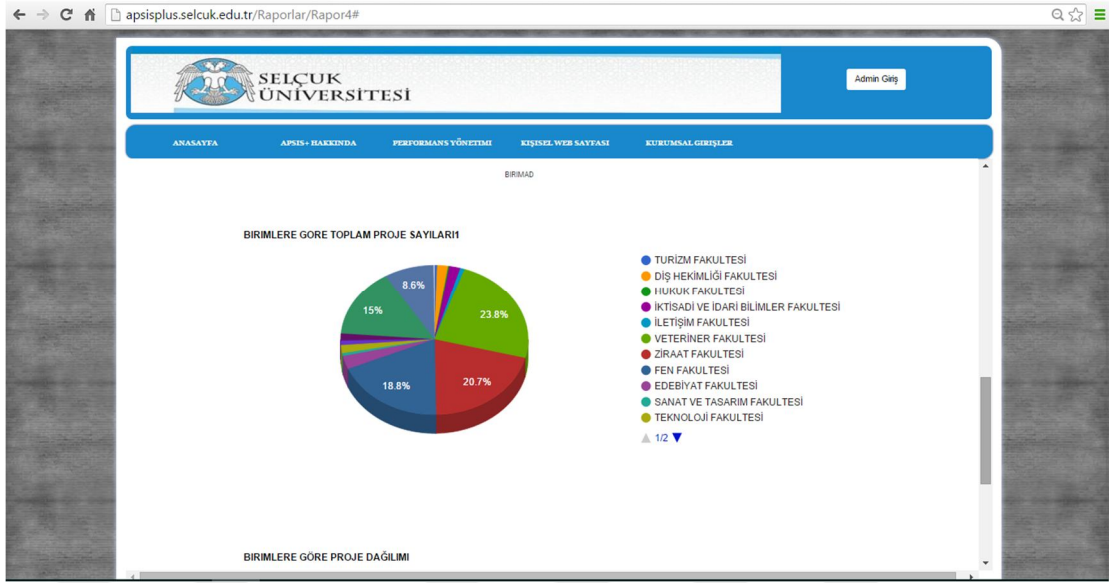 apsisplus.selcuk.edu.tr/Raporlar/Rapor4#
SELÇUK
ÜNİVERSİTESİ
Admin Giriş
ANASAYFA APSIS+ HAKKINDA PERFORMANS YÖNETIMI KIŞISEL WEB SAYFASI KURUMSAL GIRIŞLER
BIRIMAD
BIRIMLERE GORE TOPLAM PROJE SAYILARI1
TURİZM FAKULTESİ
DİŞ HEKİMLİĞİ FAKULTESİ
HUKUK FAKULTESİ
İKTİSADİ VE İDARİ BİLİMLER FAKULTESİ
İLETİŞİM FAKULTESİ
VETERİNER FAKULTESİ
ZİRAAT FAKULTESİ
FEN FAKULTESİ
EDEBİYAT FAKULTESİ
SANAT VE TASARIM FAKULTESİ
TEKNOLOJİ FAKULTESİ
1/2
8.6%
15%
23.8%
18.8%
20.7%
BIRIMLERE GÖRE PROJE DAĞILIMI